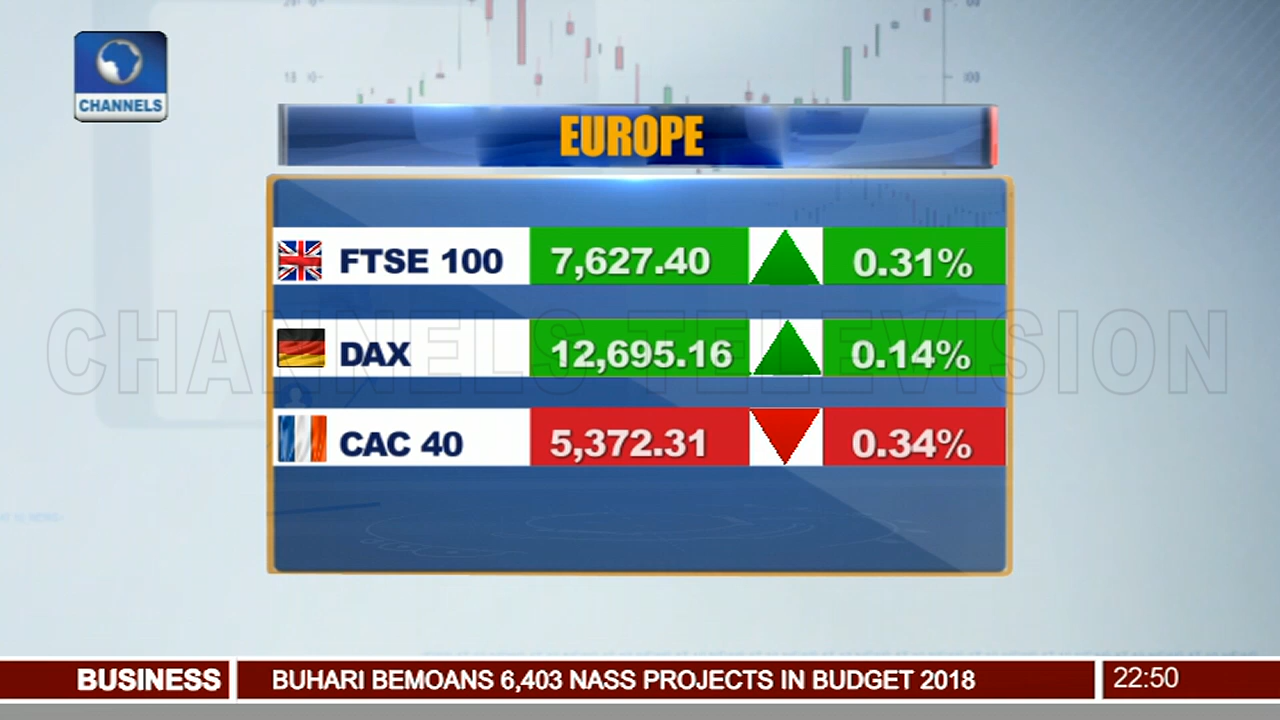 CHANNELS
EUROPE
FTSE 100 7,627.40 0.31%
CHANNELS TELEVISION
DAX 12,695.16 0.14%
CAC 40 5,372.31 0.34%
BUSINESS BUHARI BEMOANS 6,403 NASS PROJECTS IN BUDGET 2018 22:50